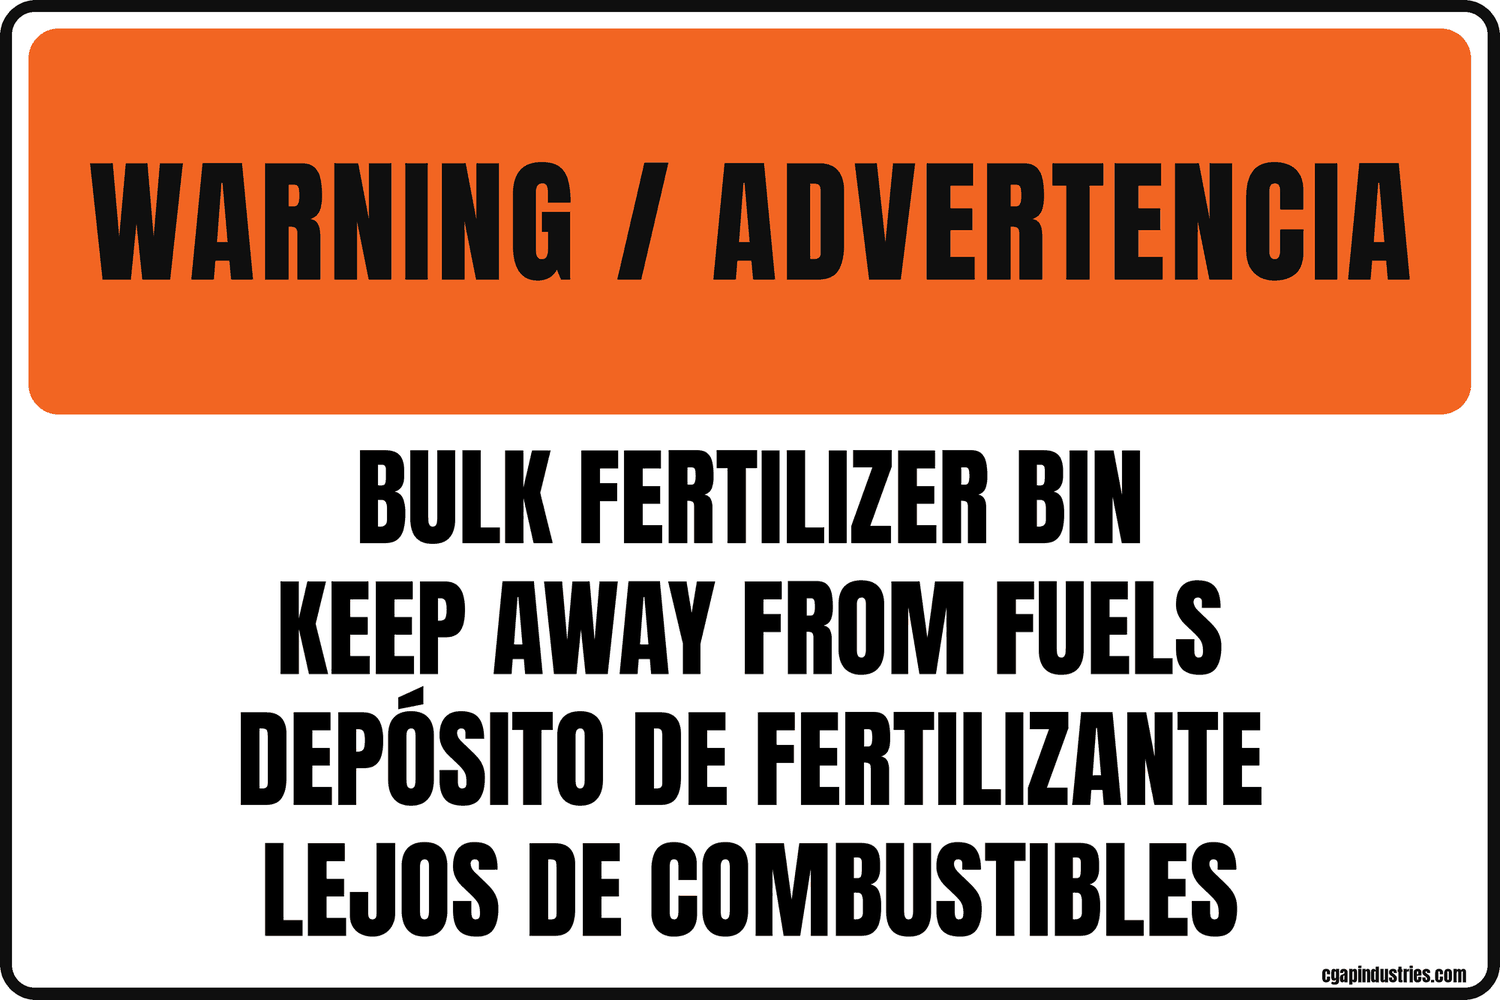 WARNING / ADVERTENCIA
BULK FERTILIZER BIN
KEEP AWAY FROM FUELS
DEPÓSITO DE FERTILIZANTE
LEJOS DE COMBUSTIBLES
cgapindustries.com